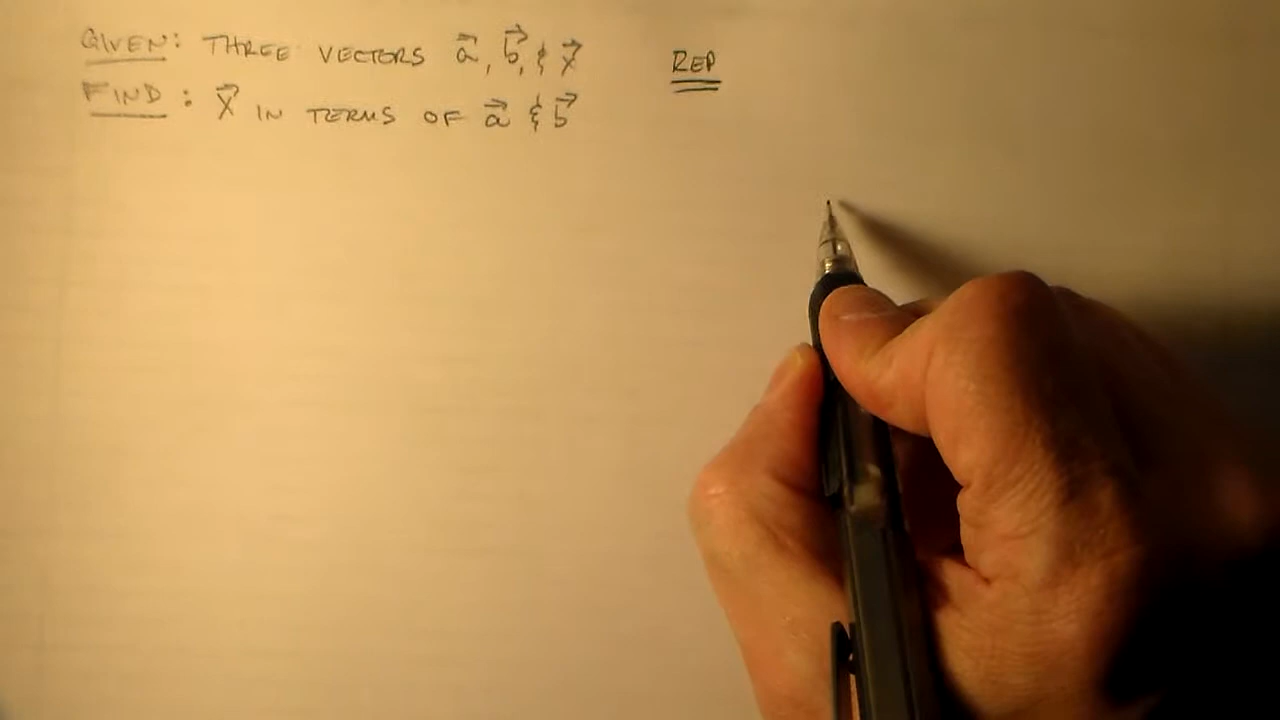 GIVEN: THREE VECTORS a⃗, b⃗, & x⃗
FIND: x⃗ IN TERMS OF a⃗ & b⃗
REP